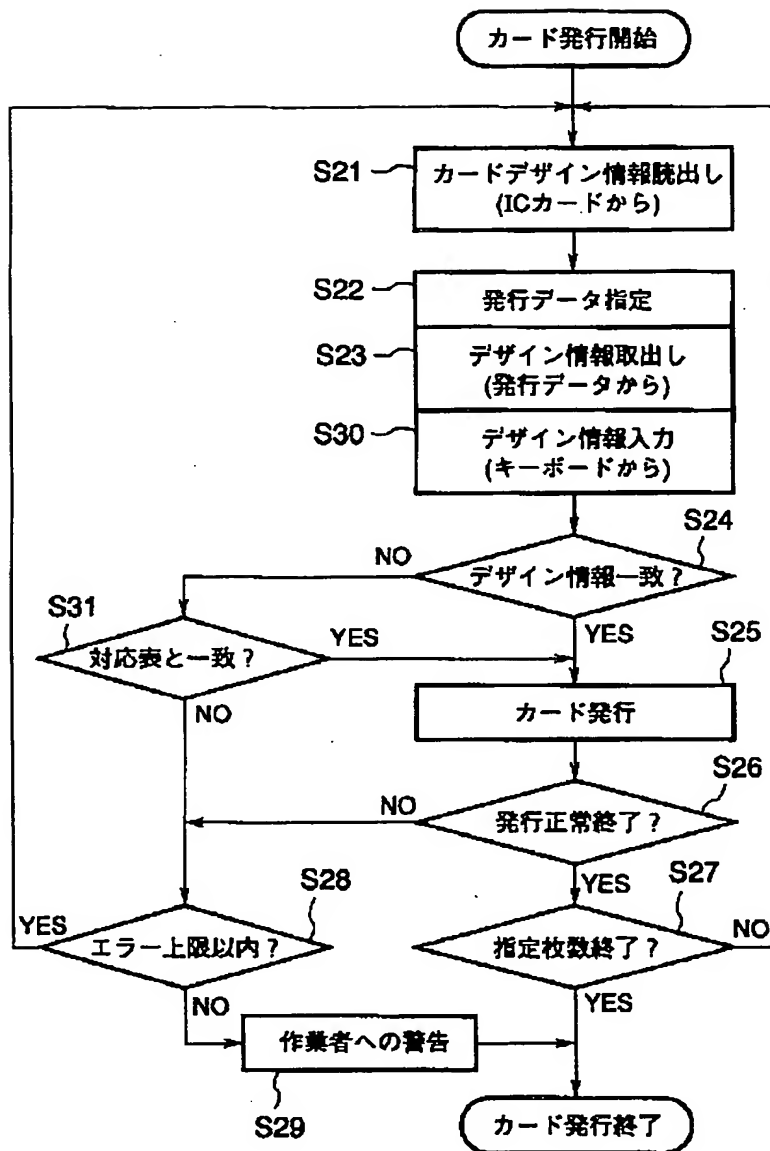 カード発行開始
S21
カードデザイン情報読出し
(ICカードから)
S22
発行データ指定
S23
デザイン情報取出し
(発行データから)
S30
デザイン情報入力
(キーボードから)
S24
NO
デザイン情報一致？
YES
S31
対応表と一致？
YES
NO
S25
カード発行
S26
NO
発行正常終了？
YES
S28
YES
エラー上限以内？
NO
S27
指定枚数終了？
NO
YES
作業者への警告
S29
カード発行終了